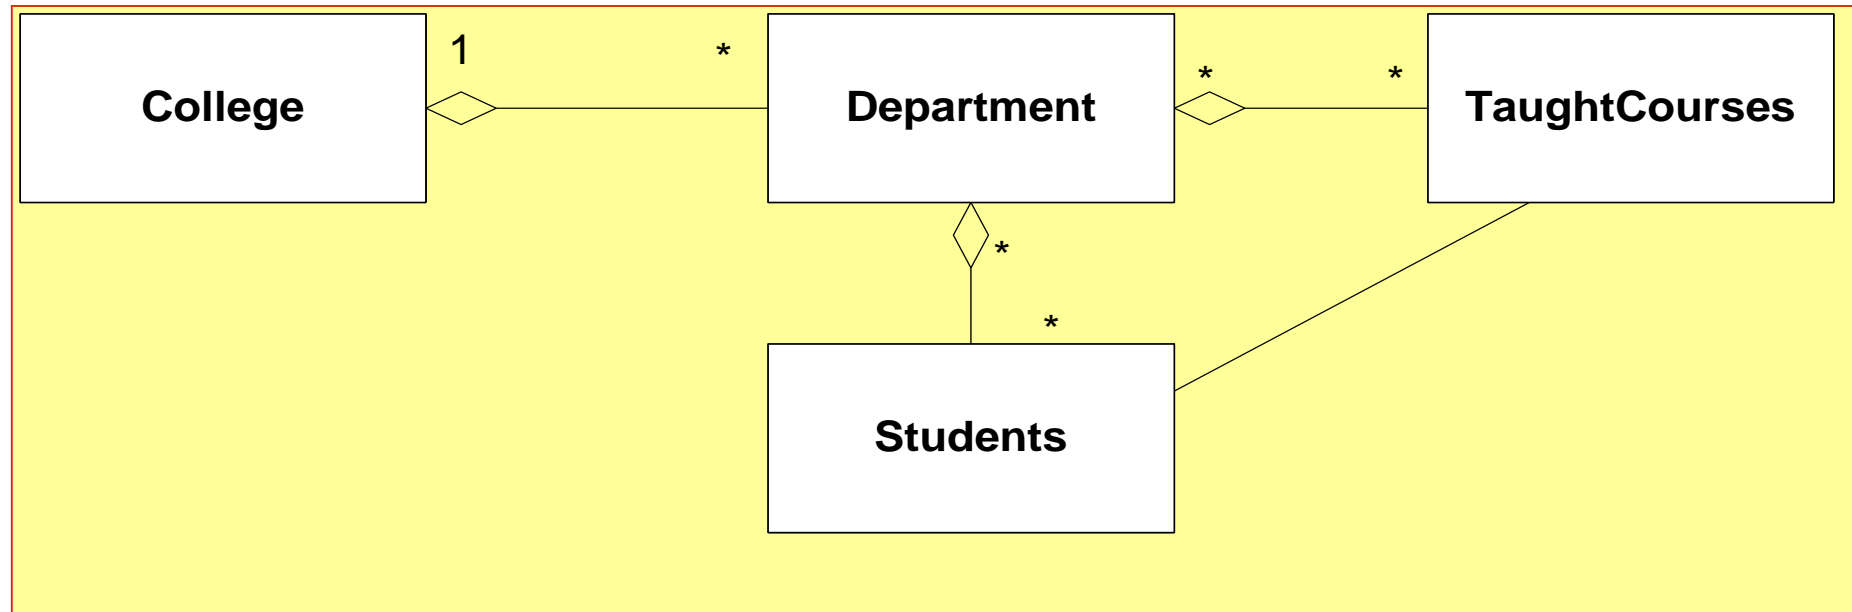 College
1
*
Department
*
*
TaughtCourses
*
*
Students